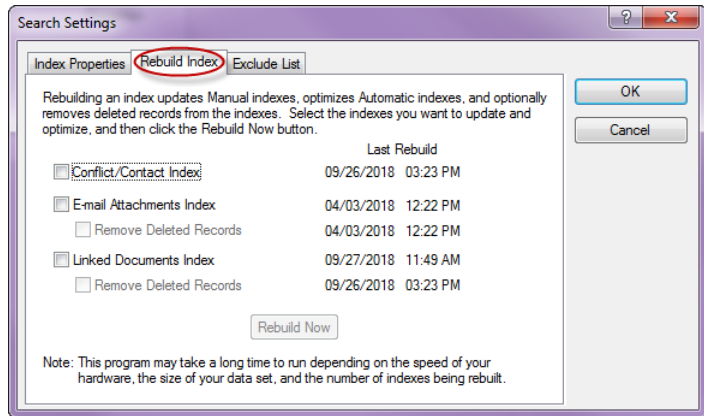 Search Settings
Index Properties Rebuild Index Exclude List
Rebuilding an index updates Manual indexes, optimizes Automatic indexes, and optionally
removes deleted records from the indexes. Select the indexes you want to update and
optimize, and then click the Rebuild Now button.
OK
Cancel
Last Rebuild
Conflict/Contact Index 09/26/2018 03:23 PM
E-mail Attachments Index 04/03/2018 12:22 PM
Remove Deleted Records 04/03/2018 12:22 PM
Linked Documents Index 09/27/2018 11:49 AM
Remove Deleted Records 09/26/2018 03:23 PM
Rebuild Now
Note: This program may take a long time to run depending on the speed of your
hardware, the size of your data set, and the number of indexes being rebuilt.